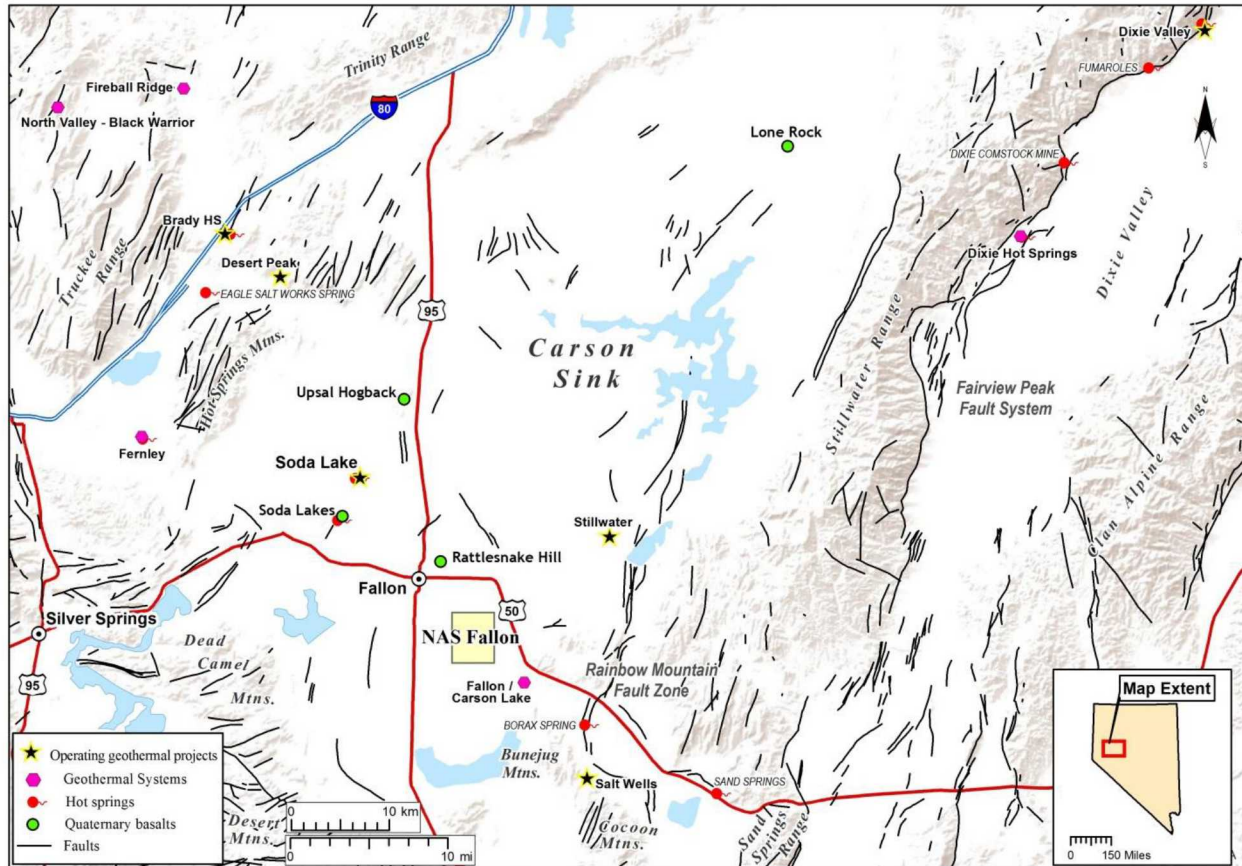 Dixie Valley
FUMAROLES
Trinity Range
Fireball Ridge
North Valley - Black Warrior
80
N
S
Lone Rock
DIXIE COMSTOCK MINE
Brady HS
Truckee
Range
Desert Peak
EAGLE SALT WORKS SPRING
Dixie Hot Springs
Dixie Valley
95
Carson
Sink
Hot Springs Mtns.
Stillwater Range
Upsal Hogback
Fairview Peak
Fault System
Clan Alpine Range
Fernley
Soda Lake
Soda Lakes
Stillwater
Rattlesnake Hill
Fallon
50
Silver Springs
NAS Fallon
Dead
Camel
Mtns.
95
Rainbow Mountain
Fault Zone
Fallon /
Carson Lake
BORAX SPRING
Bunejug
Mtns.
Salt Wells
SAND SPRINGS
Cocoon
Mtns.
Sand
Springs
Range
Desert
Mtns.
Operating geothermal projects
Geothermal Systems
Hot springs
Quaternary basalts
Faults
0 10 km
0 10 mi
Map Extent
0 150 Miles